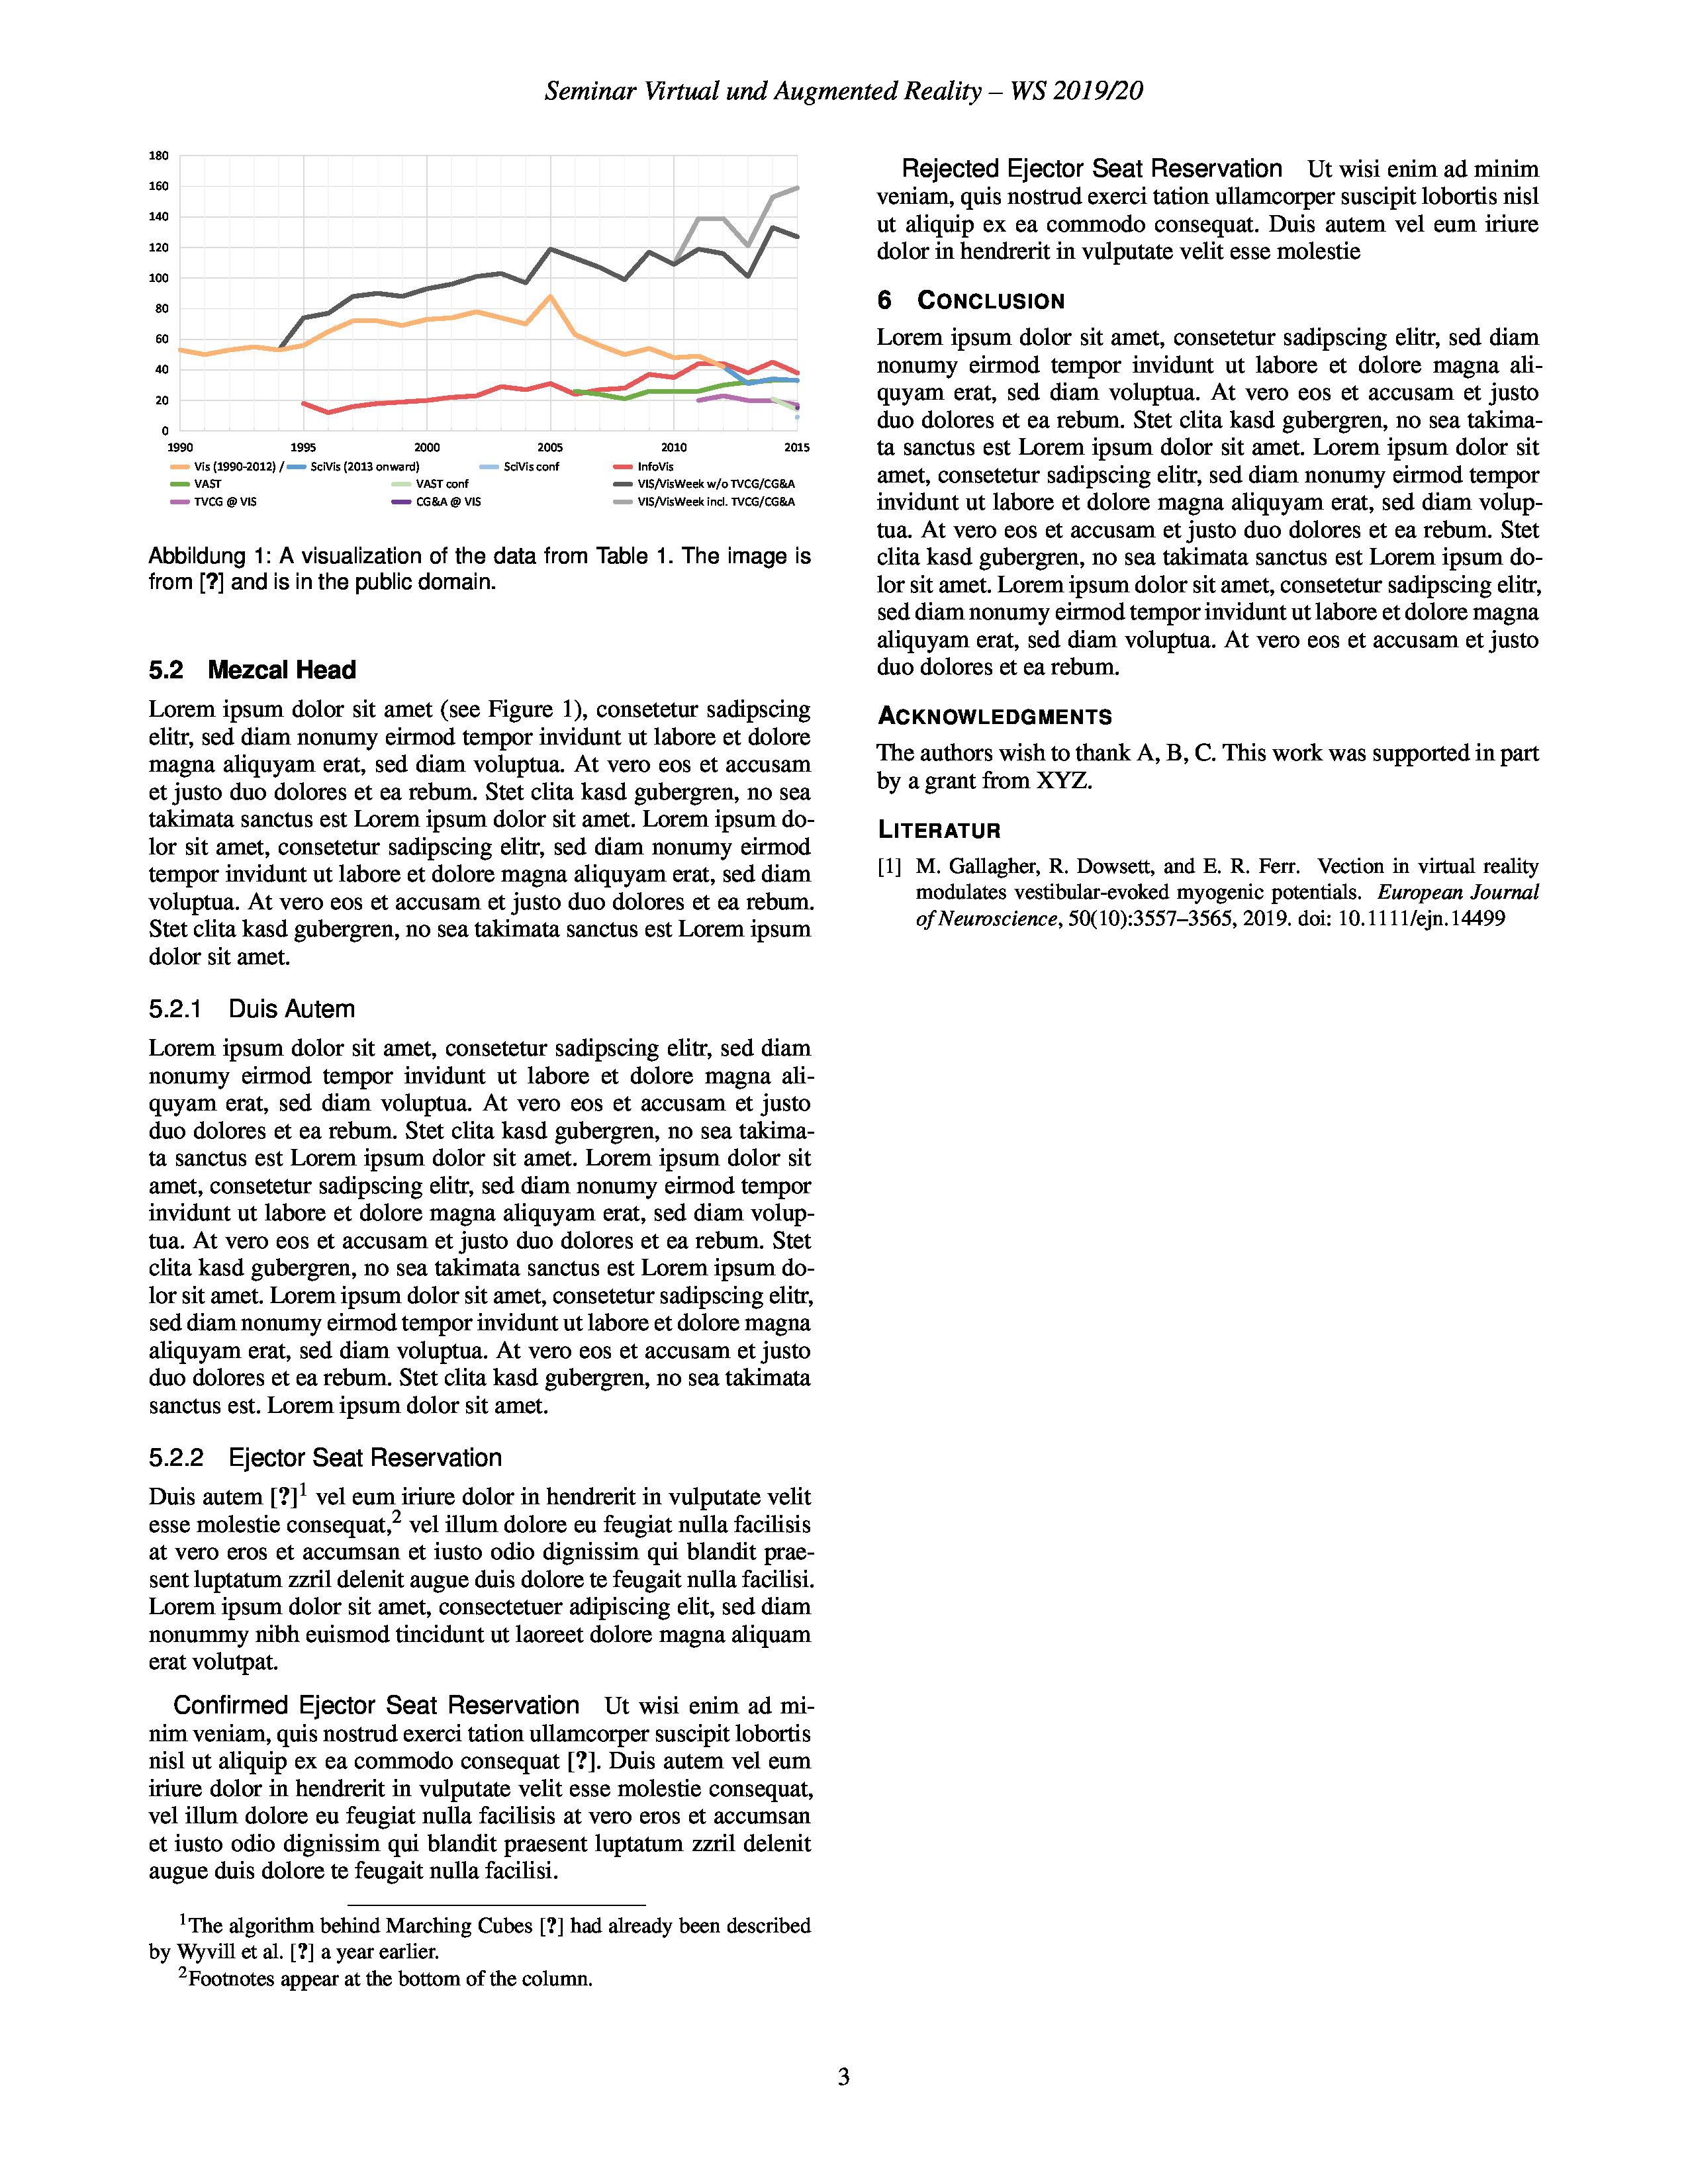 Seminar Virtual und Augmented Reality – WS 2019/20
180
160
140
120
100
80
60
40
20
0
1990 1995 2000 2005 2010 2015
Vis (1990-2012) / SciVis (2013 onward) SciVis conf InfoVis
VAST VAST conf VIS/VisWeek w/o TVCG/CG&A
TVCG @ VIS CG&A @ VIS VIS/VisWeek incl. TVCG/CG&A
Abbildung 1: A visualization of the data from Table 1. The image is
from [?] and is in the public domain.
5.2 Mezcal Head
Lorem ipsum dolor sit amet (see Figure 1), consetetur sadipscing
elitr, sed diam nonumy eirmod tempor invidunt ut labore et dolore
magna aliquyam erat, sed diam voluptua. At vero eos et accusam
et justo duo dolores et ea rebum. Stet clita kasd gubergren, no sea
takimata sanctus est Lorem ipsum dolor sit amet. Lorem ipsum do-
lor sit amet, consetetur sadipscing elitr, sed diam nonumy eirmod
tempor invidunt ut labore et dolore magna aliquyam erat, sed diam
voluptua. At vero eos et accusam et justo duo dolores et ea rebum.
Stet clita kasd gubergren, no sea takimata sanctus est Lorem ipsum
dolor sit amet.
5.2.1 Duis Autem
Lorem ipsum dolor sit amet, consetetur sadipscing elitr, sed diam
nonumy eirmod tempor invidunt ut labore et dolore magna ali-
quyam erat, sed diam voluptua. At vero eos et accusam et justo
duo dolores et ea rebum. Stet clita kasd gubergren, no sea takima-
ta sanctus est Lorem ipsum dolor sit amet. Lorem ipsum dolor sit
amet, consetetur sadipscing elitr, sed diam nonumy eirmod tempor
invidunt ut labore et dolore magna aliquyam erat, sed diam volup-
tua. At vero eos et accusam et justo duo dolores et ea rebum. Stet
clita kasd gubergren, no sea takimata sanctus est Lorem ipsum do-
lor sit amet. Lorem ipsum dolor sit amet, consetetur sadipscing elitr,
sed diam nonumy eirmod tempor invidunt ut labore et dolore magna
aliquyam erat, sed diam voluptua. At vero eos et accusam et justo
duo dolores et ea rebum. Stet clita kasd gubergren, no sea takimata
sanctus est. Lorem ipsum dolor sit amet.
5.2.2 Ejector Seat Reservation
Duis autem [?]1 vel eum iriure dolor in hendrerit in vulputate velit
esse molestie consequat,2 vel illum dolore eu feugiat nulla facilisis
at vero eros et accumsan et iusto odio dignissim qui blandit prae-
sent luptatum zzril delenit augue duis dolore te feugait nulla facilisi.
Lorem ipsum dolor sit amet, consectetuer adipiscing elit, sed diam
nonummy nibh euismod tincidunt ut laoreet dolore magna aliquam
erat volutpat.
Confirmed Ejector Seat Reservation Ut wisi enim ad mi-
nim veniam, quis nostrud exerci tation ullamcorper suscipit lobortis
nisl ut aliquip ex ea commodo consequat [?]. Duis autem vel eum
iriure dolor in hendrerit in vulputate velit esse molestie consequat,
vel illum dolore eu feugiat nulla facilisis at vero eros et accumsan
et iusto odio dignissim qui blandit praesent luptatum zzril delenit
augue duis dolore te feugait nulla facilisi.
1The algorithm behind Marching Cubes [?] had already been described
by Wyvill et al. [?] a year earlier.
2Footnotes appear at the bottom of the column.
Rejected Ejector Seat Reservation Ut wisi enim ad minim
veniam, quis nostrud exerci tation ullamcorper suscipit lobortis nisl
ut aliquip ex ea commodo consequat. Duis autem vel eum iriure
dolor in hendrerit in vulputate velit esse molestie
6 CONCLUSION
Lorem ipsum dolor sit amet, consetetur sadipscing elitr, sed diam
nonumy eirmod tempor invidunt ut labore et dolore magna ali-
quyam erat, sed diam voluptua. At vero eos et accusam et justo
duo dolores et ea rebum. Stet clita kasd gubergren, no sea takima-
ta sanctus est Lorem ipsum dolor sit amet. Lorem ipsum dolor sit
amet, consetetur sadipscing elitr, sed diam nonumy eirmod tempor
invidunt ut labore et dolore magna aliquyam erat, sed diam volup-
tua. At vero eos et accusam et justo duo dolores et ea rebum. Stet
clita kasd gubergren, no sea takimata sanctus est Lorem ipsum do-
lor sit amet. Lorem ipsum dolor sit amet, consetetur sadipscing elitr,
sed diam nonumy eirmod tempor invidunt ut labore et dolore magna
aliquyam erat, sed diam voluptua. At vero eos et accusam et justo
duo dolores et ea rebum.
ACKNOWLEDGMENTS
The authors wish to thank A, B, C. This work was supported in part
by a grant from XYZ.
LITERATUR
[1] M. Gallagher, R. Dowsett, and E. R. Ferr. Vection in virtual reality
modulates vestibular-evoked myogenic potentials. European Journal
of Neuroscience, 50(10):3557–3565, 2019. doi: 10.1111/ejn.14499
3